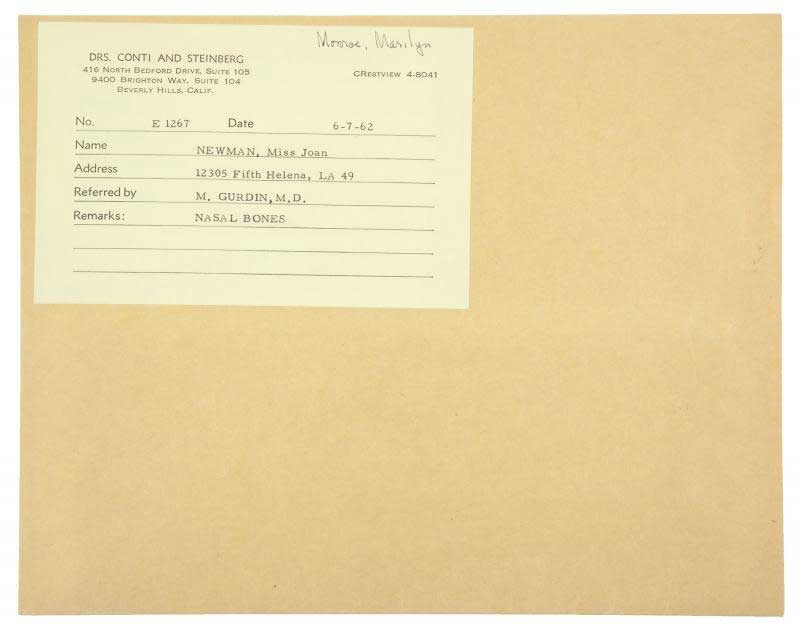 Monroe, Marilyn
DRS. CONTI AND STEINBERG
416 NORTH BEDFORD DRIVE, SUITE 105
9400 BRIGHTON WAY, SUITE 104
BEVERLY HILLS, CALIF.
CRESTVIEW 4-8041
No. E 1267 Date 6-7-62
Name NEWMAN, Miss Joan
Address 12305 Fifth Helena, LA 49
Referred by M. GURDIN, M.D.
Remarks: NASAL BONES